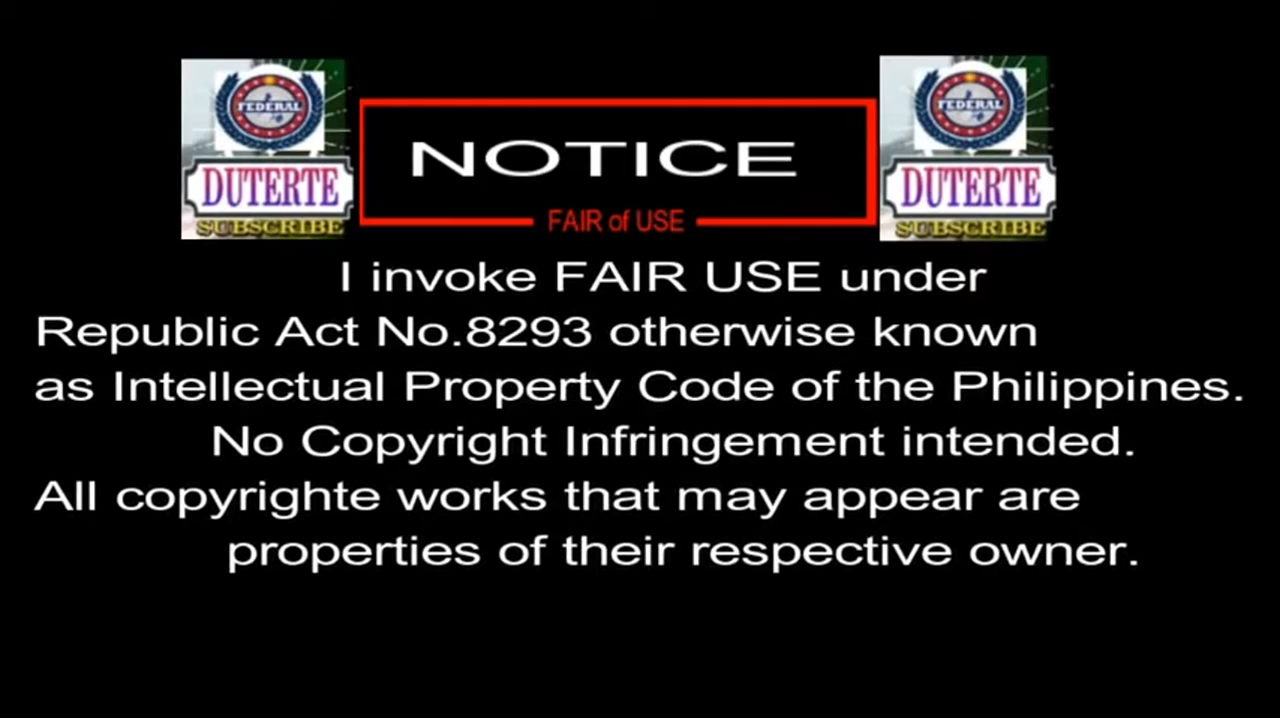 FEDERAL
DUTERTE
SUBSCRIBE
NOTICE
FAIR of USE
FEDERAL
DUTERTE
SUBSCRIBE
I invoke FAIR USE under
Republic Act No.8293 otherwise known
as Intellectual Property Code of the Philippines.
No Copyright Infringement intended.
All copyrighte works that may appear are
properties of their respective owner.